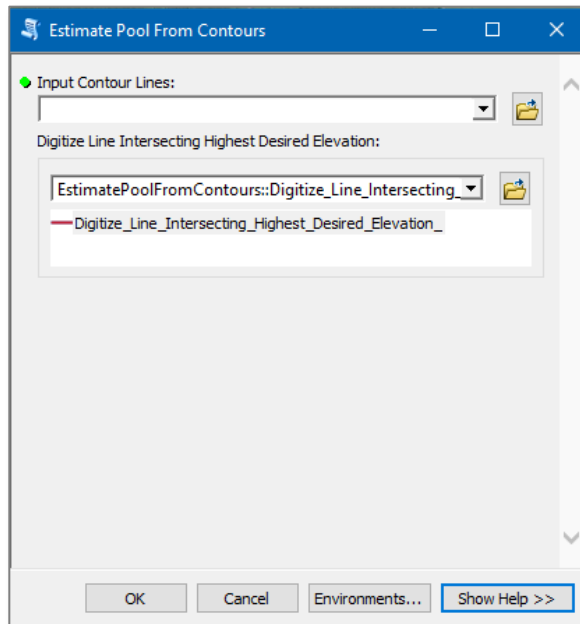 Estimate Pool From Contours
Input Contour Lines:
Digitize Line Intersecting Highest Desired Elevation:
EstimatePoolFromContours::Digitize_Line_Intersecting_
Digitize_Line_Intersecting_Highest_Desired_Elevation_
OK Cancel Environments... Show Help >>